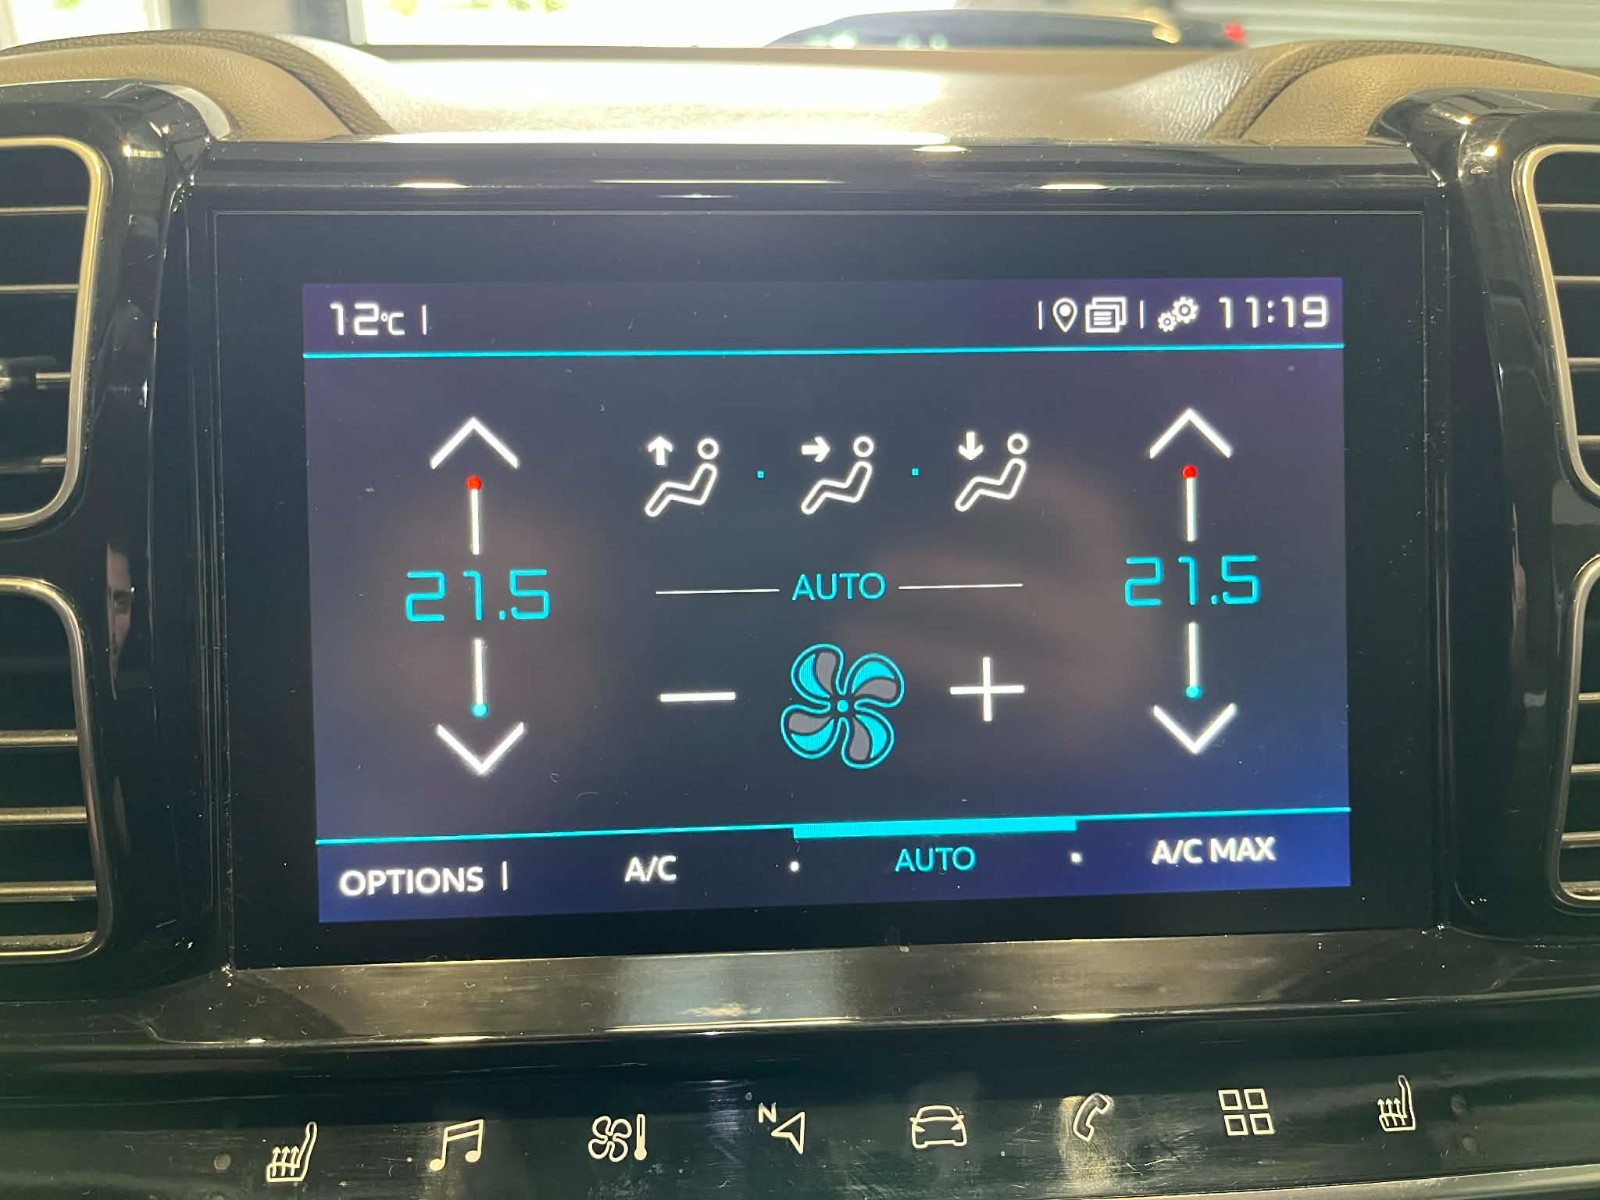 12°C 11:19
21.5 AUTO 21.5
OPTIONS A/C AUTO A/C MAX
N